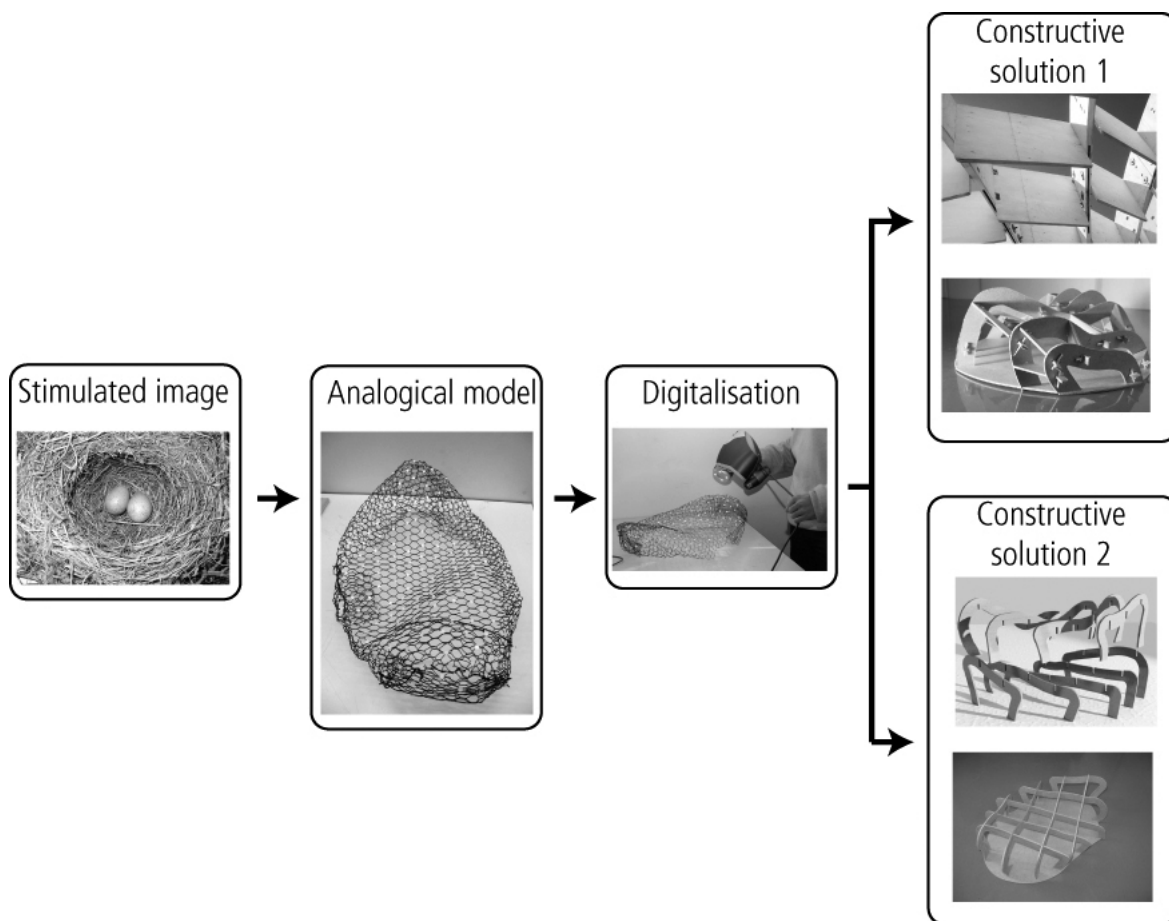 Stimulated image
Analogical model
Digitalisation
Constructive
solution 1
Constructive
solution 2